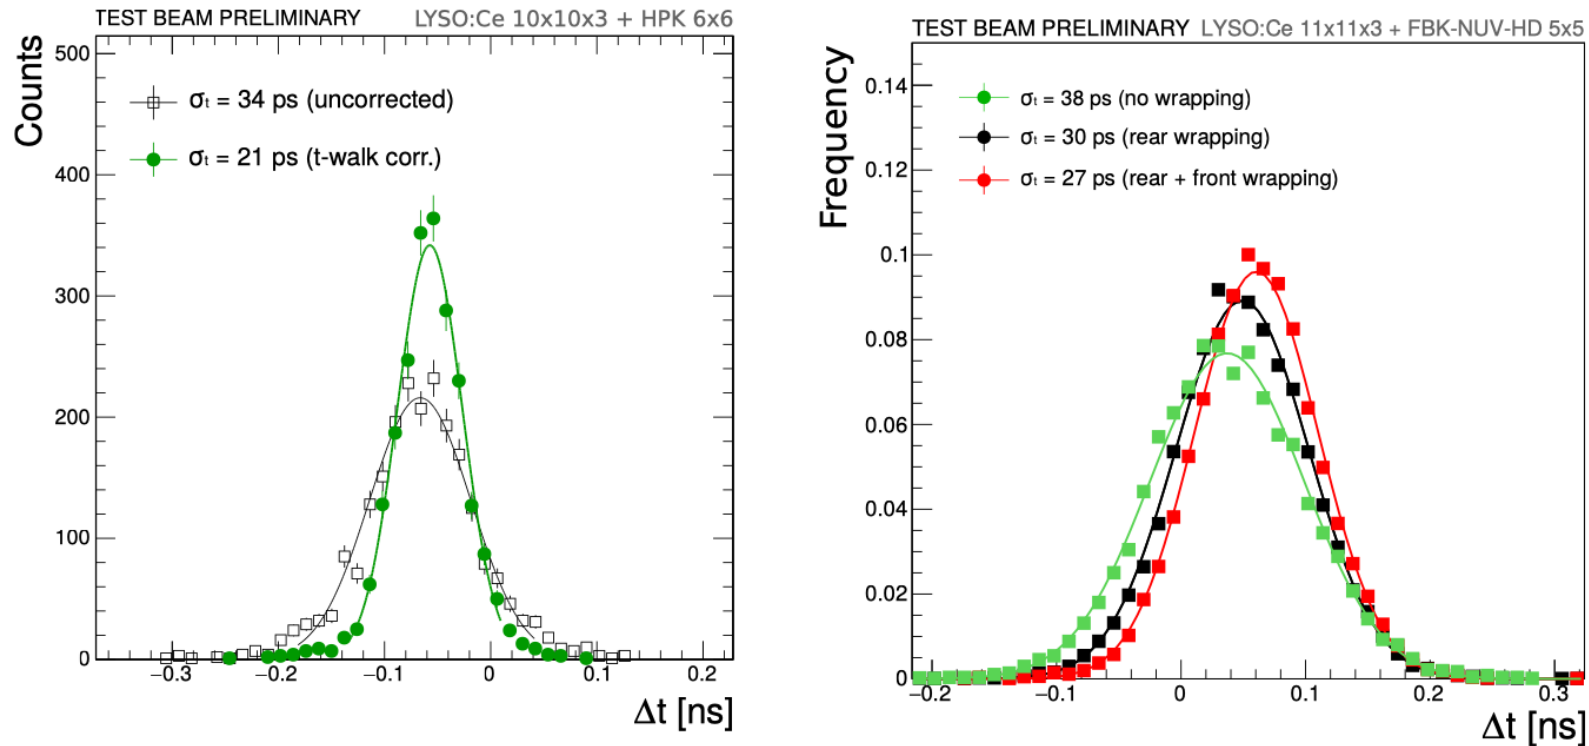 TEST BEAM PRELIMINARY LYSO:Ce 10x10x3 + HPK 6x6
Counts
500
400
300
200
100
0
σt = 34 ps (uncorrected)
σt = 21 ps (t-walk corr.)
−0.3 −0.2 −0.1 0 0.1 0.2
Δt [ns]
TEST BEAM PRELIMINARY LYSO:Ce 11x11x3 + FBK-NUV-HD 5x5
Frequency
0.14
0.12
0.1
0.08
0.06
0.04
0.02
0
σt = 38 ps (no wrapping)
σt = 30 ps (rear wrapping)
σt = 27 ps (rear + front wrapping)
−0.2 −0.1 0 0.1 0.2 0.3
Δt [ns]